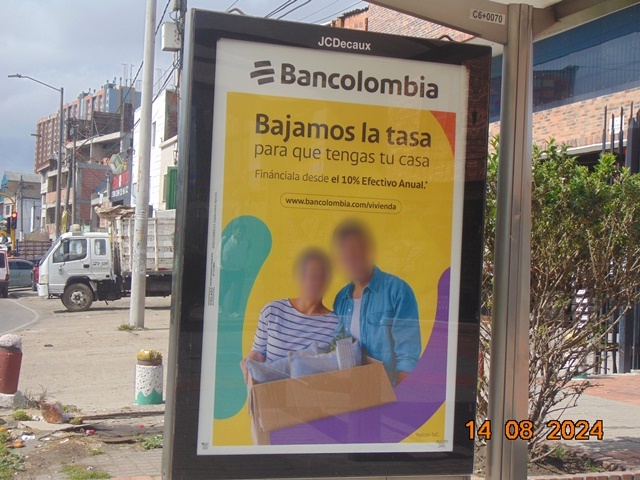 C6+0070
JCDecaux
Bancolombia
Bajamos la tasa
para que tengas tu casa
Fináncíala desde el 10% Efectivo Anual.*
www.bancolombia.com/vivienda
14 08 2024